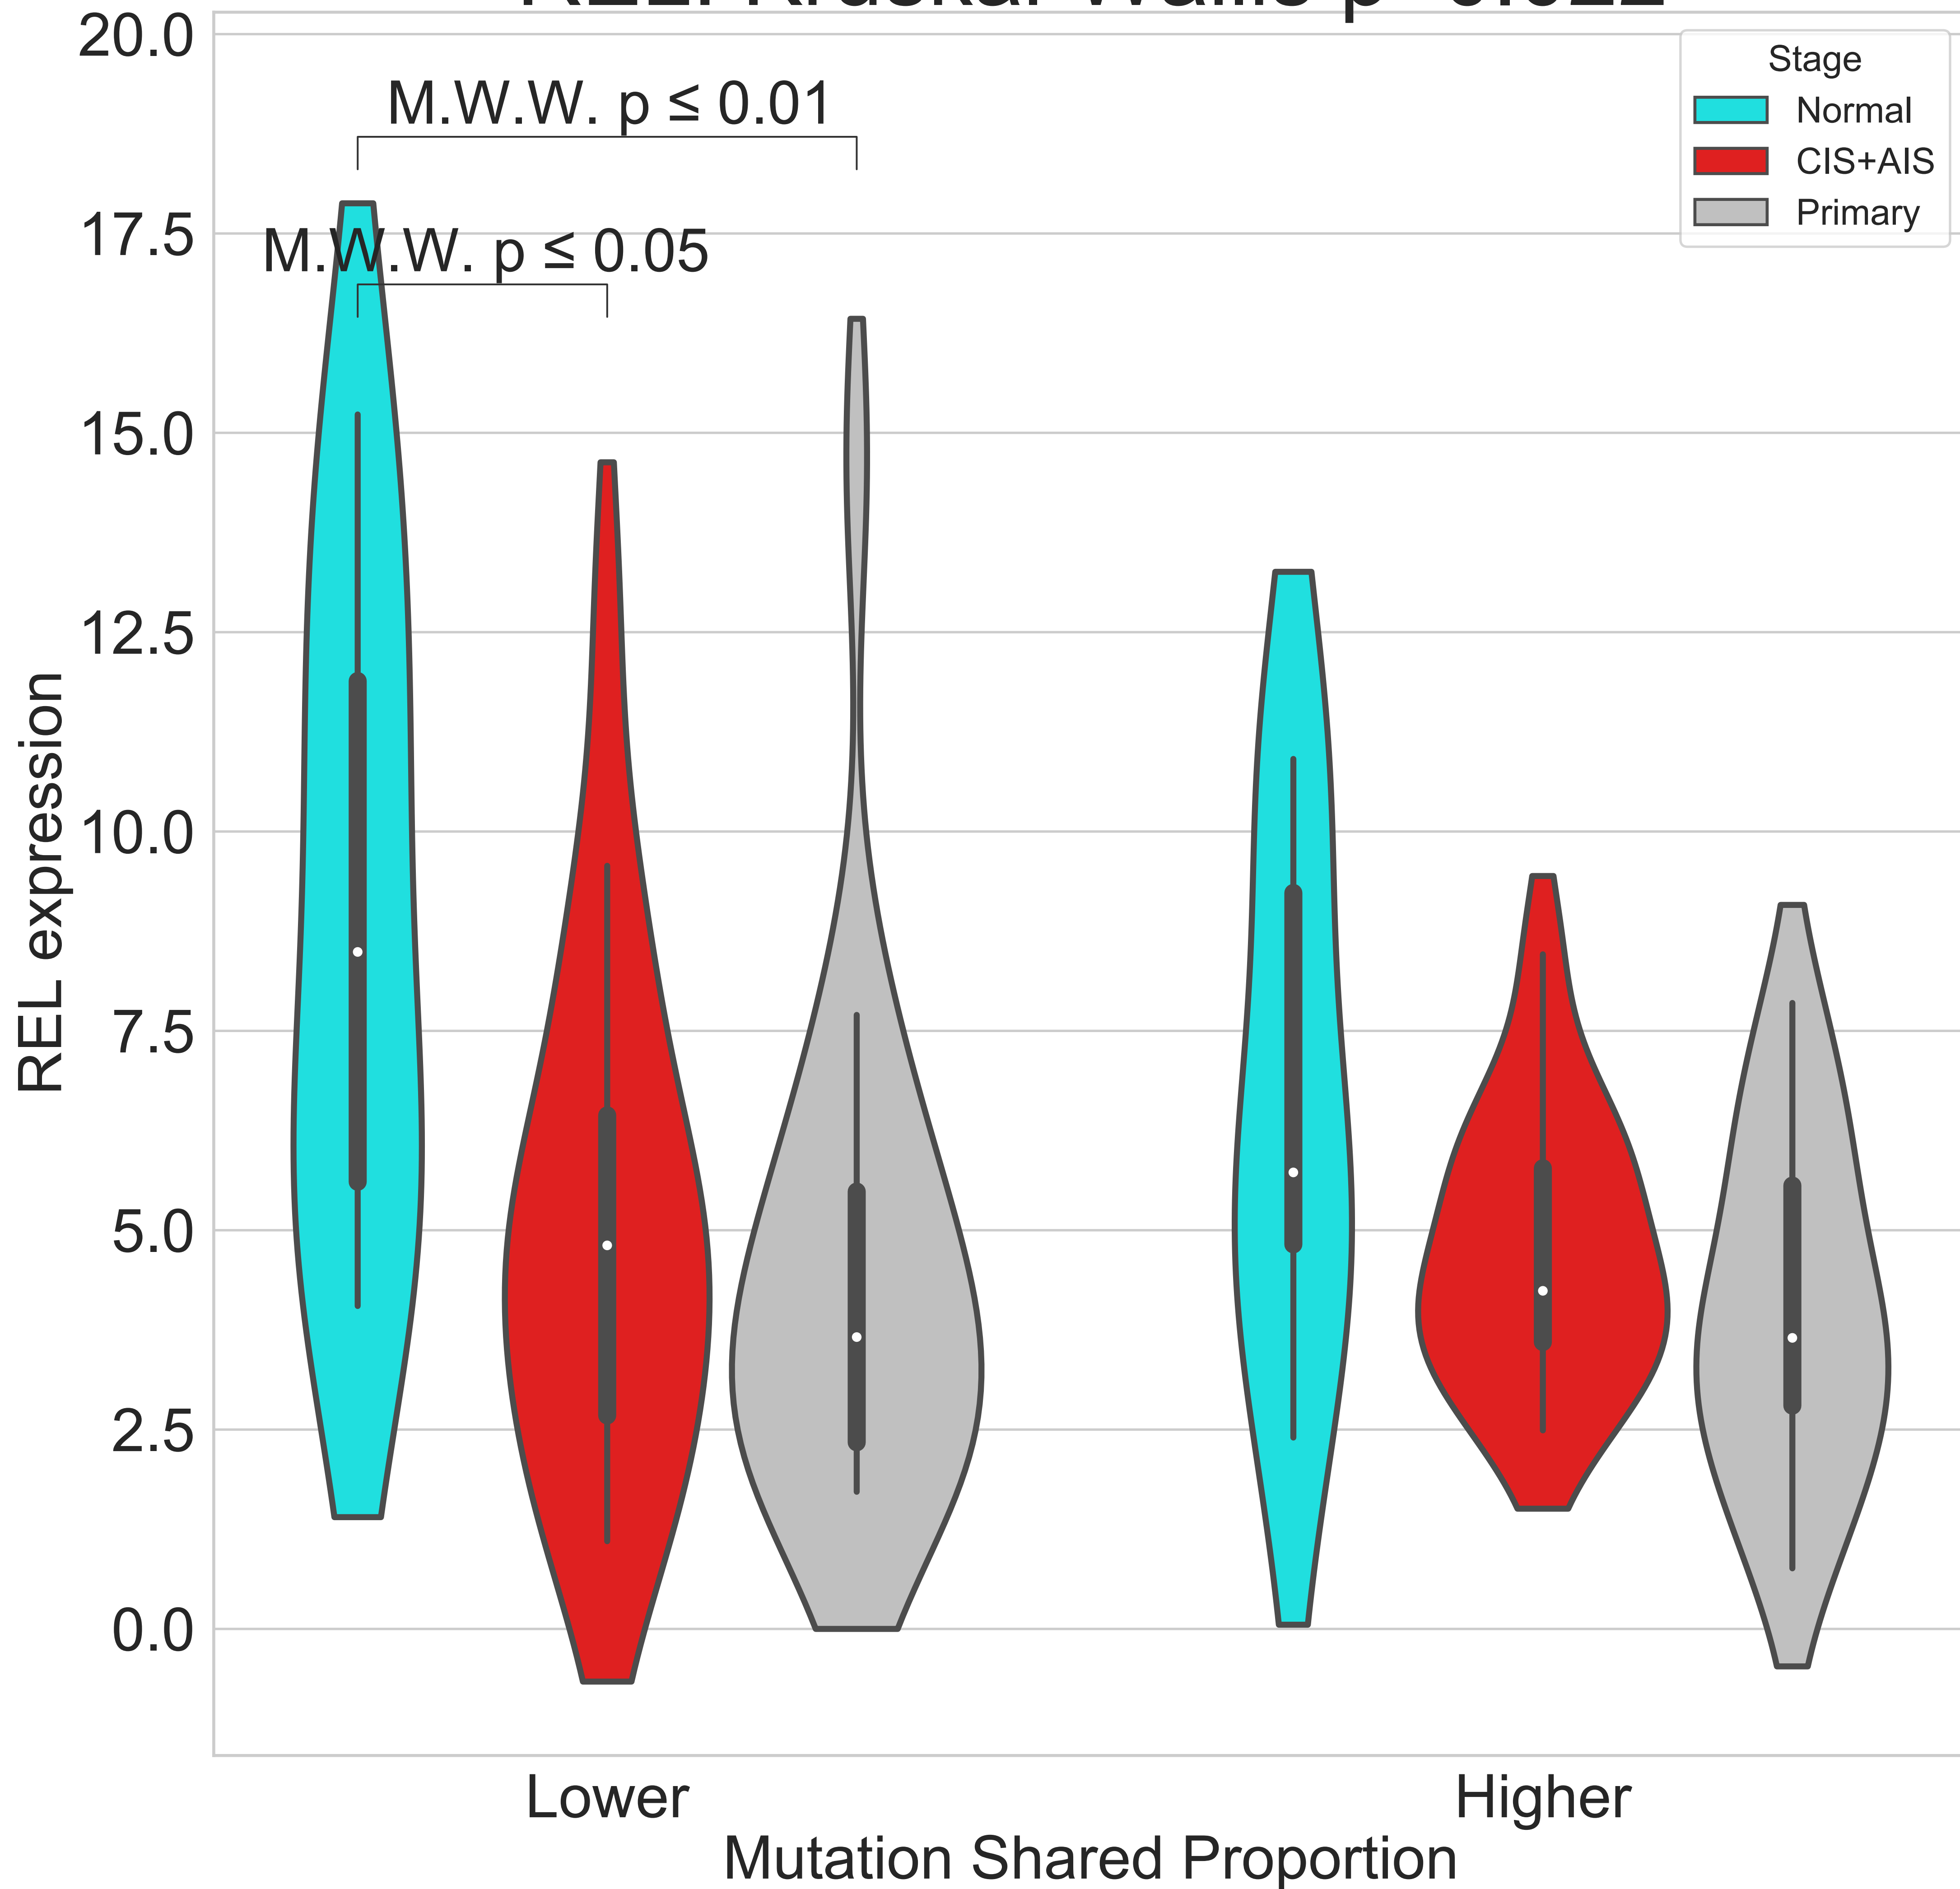 20.0
17.5
15.0
12.5
10.0
7.5
5.0
2.5
0.0
REL expression
M.W.W. p ≤ 0.01
M.W.W. p ≤ 0.05
Stage
Normal
CIS+AIS
Primary
Lower
Higher
Mutation Shared Proportion